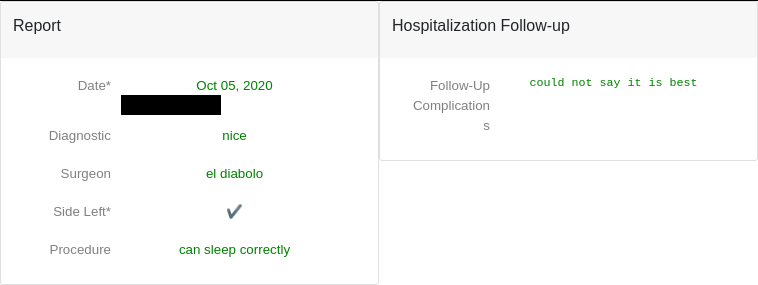 Report
Date* Oct 05, 2020
Diagnostic nice
Surgeon el diabolo
Side Left* ✔
Procedure can sleep correctly
Hospitalization Follow-up
Follow-Up could not say it is best
Complication
s